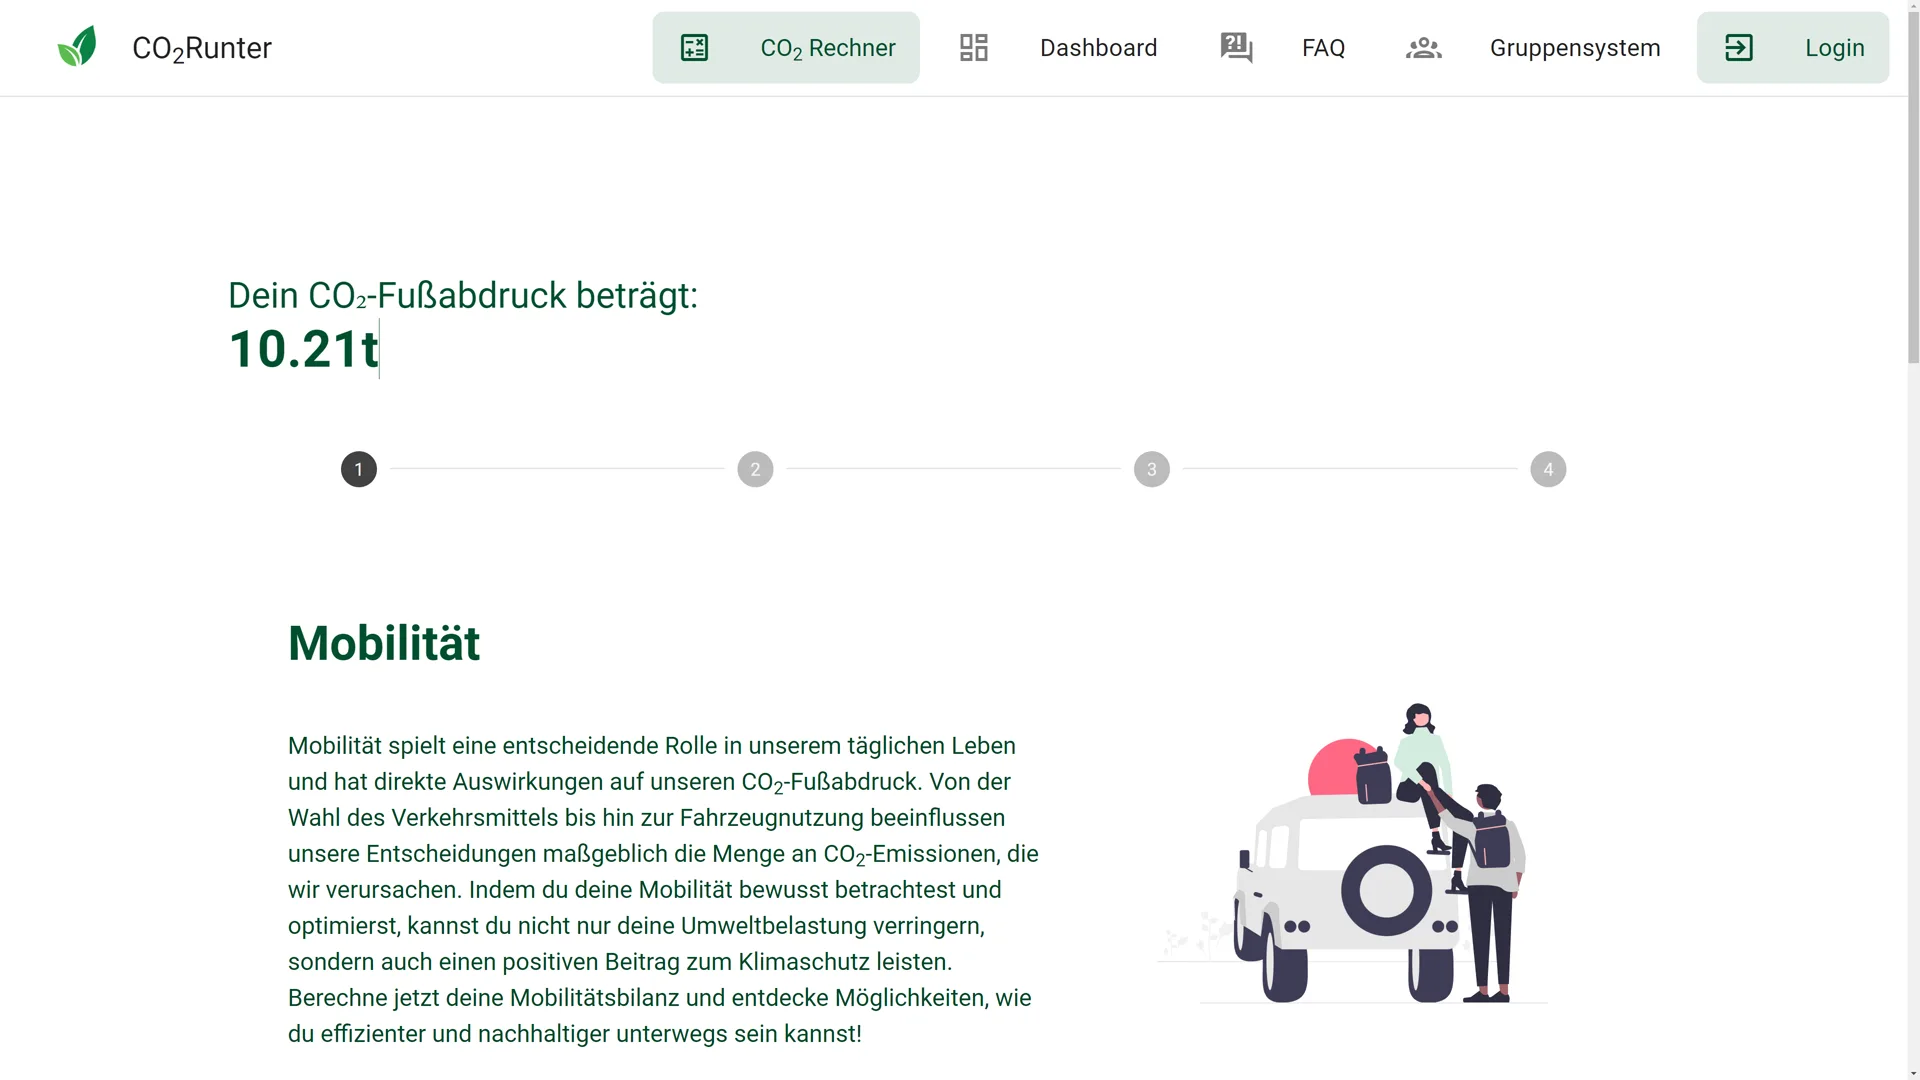 CO₂Runter
CO₂ Rechner
Dashboard
FAQ
Gruppensystem
Login
Dein CO₂-Fußabdruck beträgt:
10.21t
1
2
3
4
Mobilität
Mobilität spielt eine entscheidende Rolle in unserem täglichen Leben
und hat direkte Auswirkungen auf unseren CO₂-Fußabdruck. Von der
Wahl des Verkehrsmittels bis hin zur Fahrzeugnutzung beeinflussen
unsere Entscheidungen maßgeblich die Menge an CO₂-Emissionen, die
wir verursachen. Indem du deine Mobilität bewusst betrachtest und
optimierst, kannst du nicht nur deine Umweltbelastung verringern,
sondern auch einen positiven Beitrag zum Klimaschutz leisten.
Berechne jetzt deine Mobilitätsbilanz und entdecke Möglichkeiten, wie
du effizienter und nachhaltiger unterwegs sein kannst!